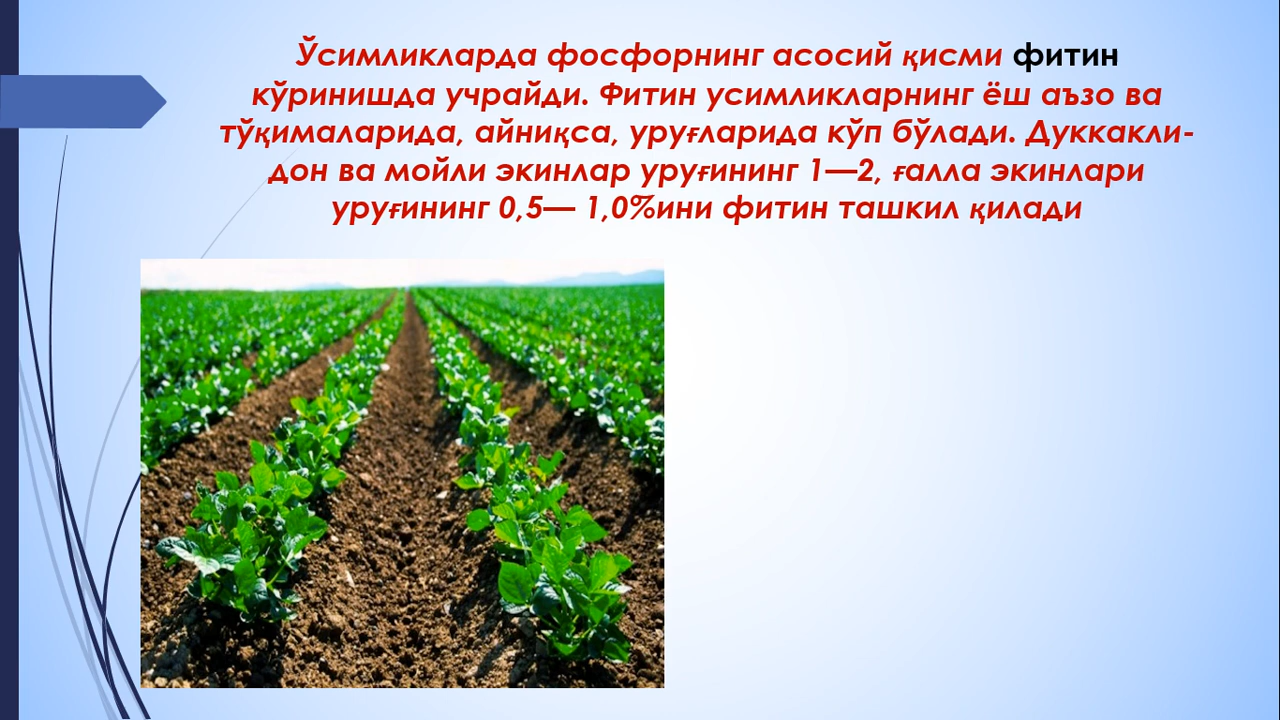 Ўсимликларда фосфорнинг асосий қисми фитин
кўринишда учрайди. Фитин усимликларнинг ёш аъзо ва
тўқималарида, айниқса, уруғларида кўп бўлади. Дуккакли-
дон ва мойли экинлар уруғининг 1—2, ғалла экинлари
уруғининг 0,5— 1,0%ини фитин ташкил қилади